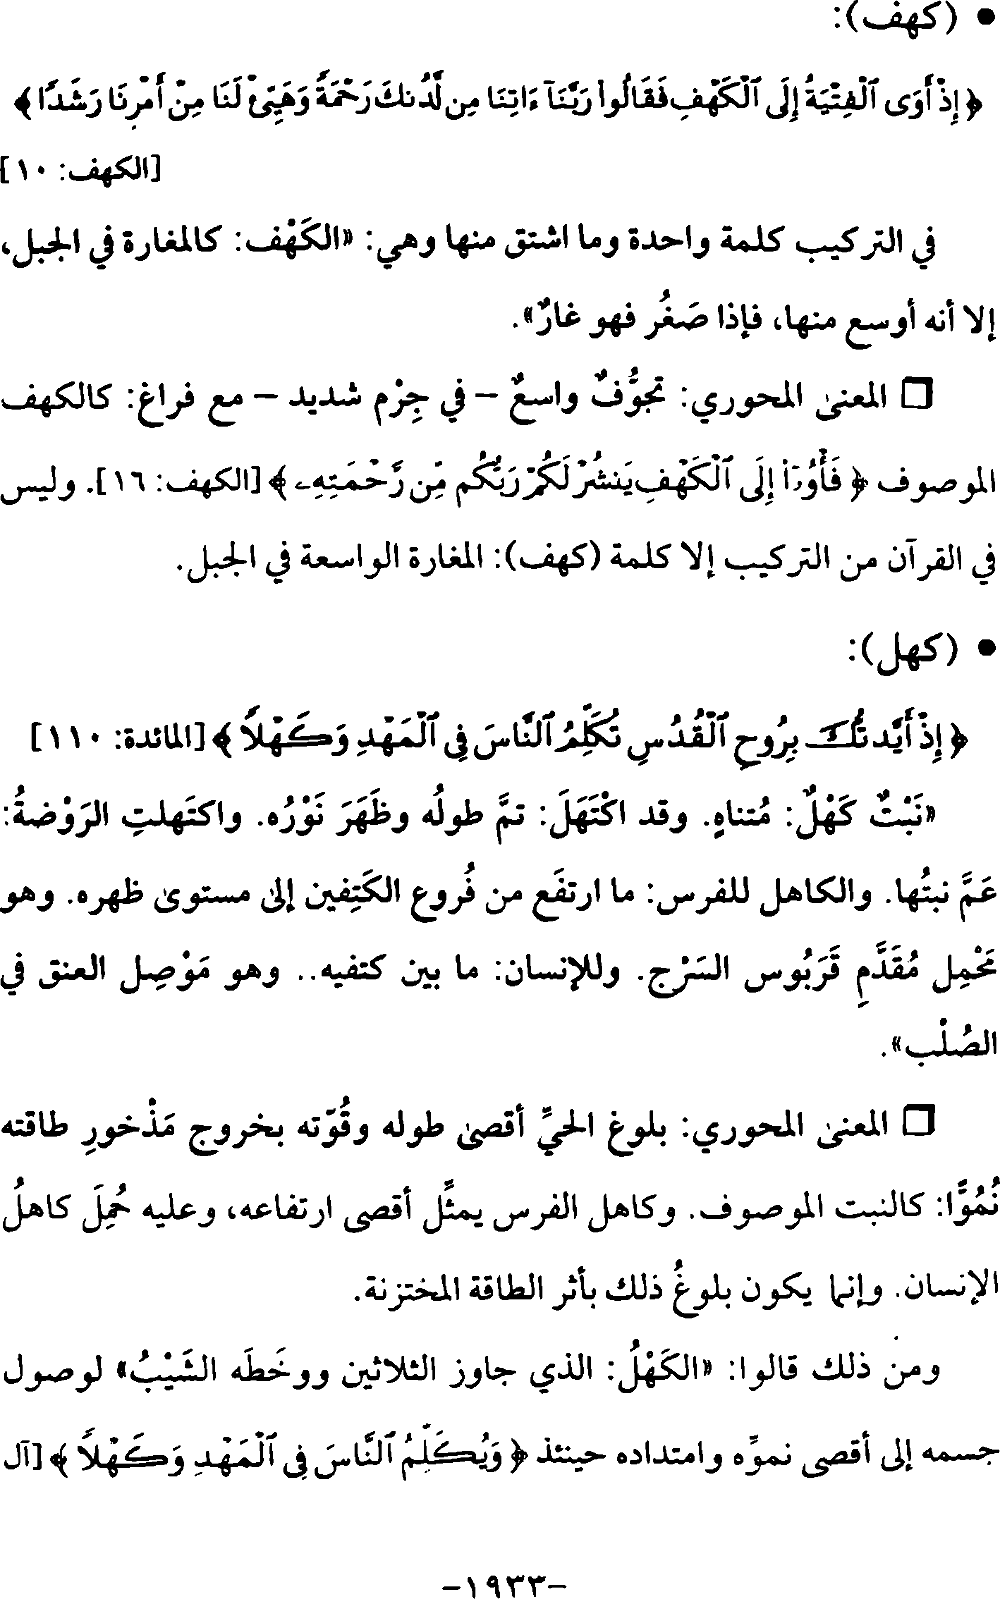 • (كهف):
﴿ إِذْ أَوَى ٱلْفِتْيَةُ إِلَى ٱلْكَهْفِ فَقَالُوا۟ رَبَّنَآ ءَاتِنَا مِن لَّدُنكَ رَحْمَةً وَهَيِّئْ لَنَا مِنْ أَمْرِنَا رَشَدًا ﴾
[الكهف: ١٠]
في التركيب كلمة واحدة وما اشتق منها وهي: «الكَهْف: كالمغارة في الجبل،
إلا أنه أوسع منها، فإذا صَغُر فهو غارٌ».
❒ المعنىٰ المحوري: تجوُّفٌ واسعٌ – في جِرْم شديد – مع فراغ: كالكهف
الموصوف ﴿ فَأْوُۥٓا۟ إِلَى ٱلْكَهْفِ يَنشُرْ لَكُمْ رَبُّكُم مِّن رَّحْمَتِهِۦ ﴾ [الكهف: ١٦]. وليس
في القرآن من التركيب إلا كلمة (كهف): المغارة الواسعة في الجبل.
• (كهل):
﴿ إِذْ أَيَّدتُّكَ بِرُوحِ ٱلْقُدُسِ تُكَلِّمُ ٱلنَّاسَ فِى ٱلْمَهْدِ وَكَهْلًا ﴾ [المائدة: ١١٠]
«نَبْتٌ كَهْلٌ: مُتناهٍ. وقد اكْتَهَلَ: تمَّ طولُه وظَهَرَ نَوْرُه. واكتَهلتِ الرَوْضةُ:
عَمَّ نبتُها. والكاهل للفرس: ما ارتفَع من فُروع الكَتِفين إلىٰ مستوىٰ ظهره. وهو
مَحْمِل مُقَدَّمِ قَرَبُوس السَرْج. وللإنسان: ما بين كتفيه.. وهو مَوْصِل العنق في
الصُلْب».
❒ المعنىٰ المحوري: بلوغ الحيِّ أقصىٰ طوله وقُوّته بخروج مَذْخورِ طاقته
نُمُوًّا: كالنبت الموصوف. وكاهل الفرس يمثِّل أقصى ارتفاعه، وعليه حُمِلَ كاهلُ
الإنسان. وإنما يكون بلوغُ ذلك بأثر الطاقة المختزنة.
ومن ذلك قالوا: «الكَهْلُ: الذي جاوز الثلاثين ووخَطَه الشَيْبُ» لوصول
جسمه إلى أقصى نموِّه وامتداده حينئذ ﴿ وَيُكَلِّمُ ٱلنَّاسَ فِى ٱلْمَهْدِ وَكَهْلًا ﴾ [آل
-١٩٣٣-